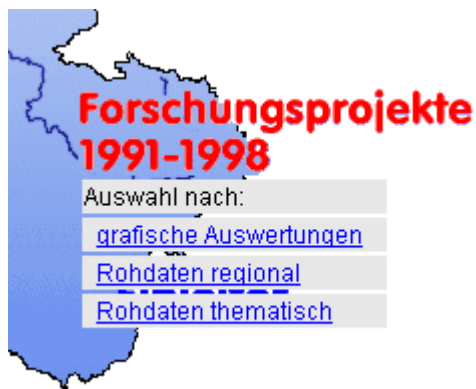 Forschungsprojekte
1991-1998
Auswahl nach:
grafische Auswertungen
Rohdaten regional
Rohdaten thematisch